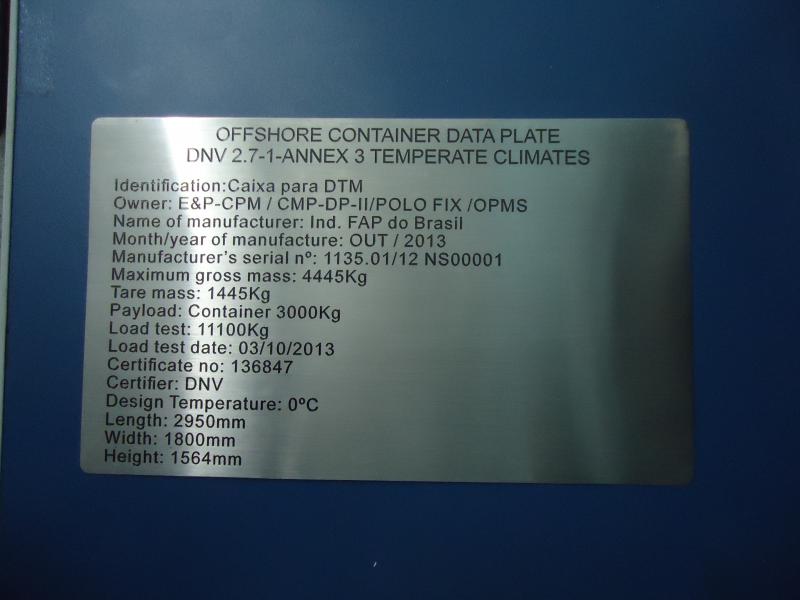 OFFSHORE CONTAINER DATA PLATE
DNV 2.7-1-ANNEX 3 TEMPERATE CLIMATES
Identification:Caixa para DTM
Owner: E&P-CPM / CMP-DP-II/POLO FIX /OPMS
Name of manufacturer: Ind. FAP do Brasil
Month/year of manufacture: OUT / 2013
Manufacturer's serial nº: 1135.01/12 NS00001
Maximum gross mass: 4445Kg
Tare mass: 1445Kg
Payload: Container 3000Kg
Load test: 11100Kg
Load test date: 03/10/2013
Certificate no: 136847
Certifier: DNV
Design Temperature: 0ºC
Length: 2950mm
Width: 1800mm
Height: 1564mm